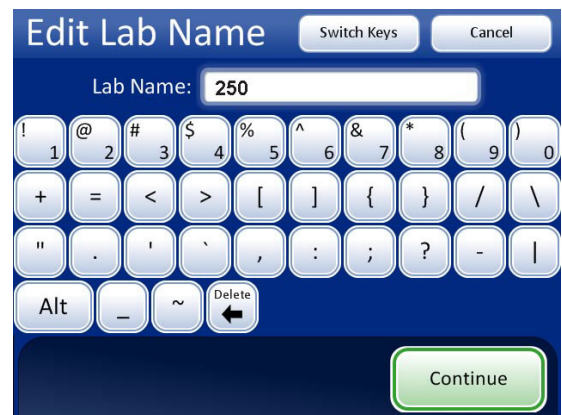 Edit Lab Name Switch Keys Cancel
Lab Name: 250
! 1 @ 2 # 3 $ 4 % 5 ^ 6 & 7 * 8 ( 9 ) 0
+ = < > [ ] { } / \
" . ' ` , : ; ? - |
Alt _ ~ Delete
Continue